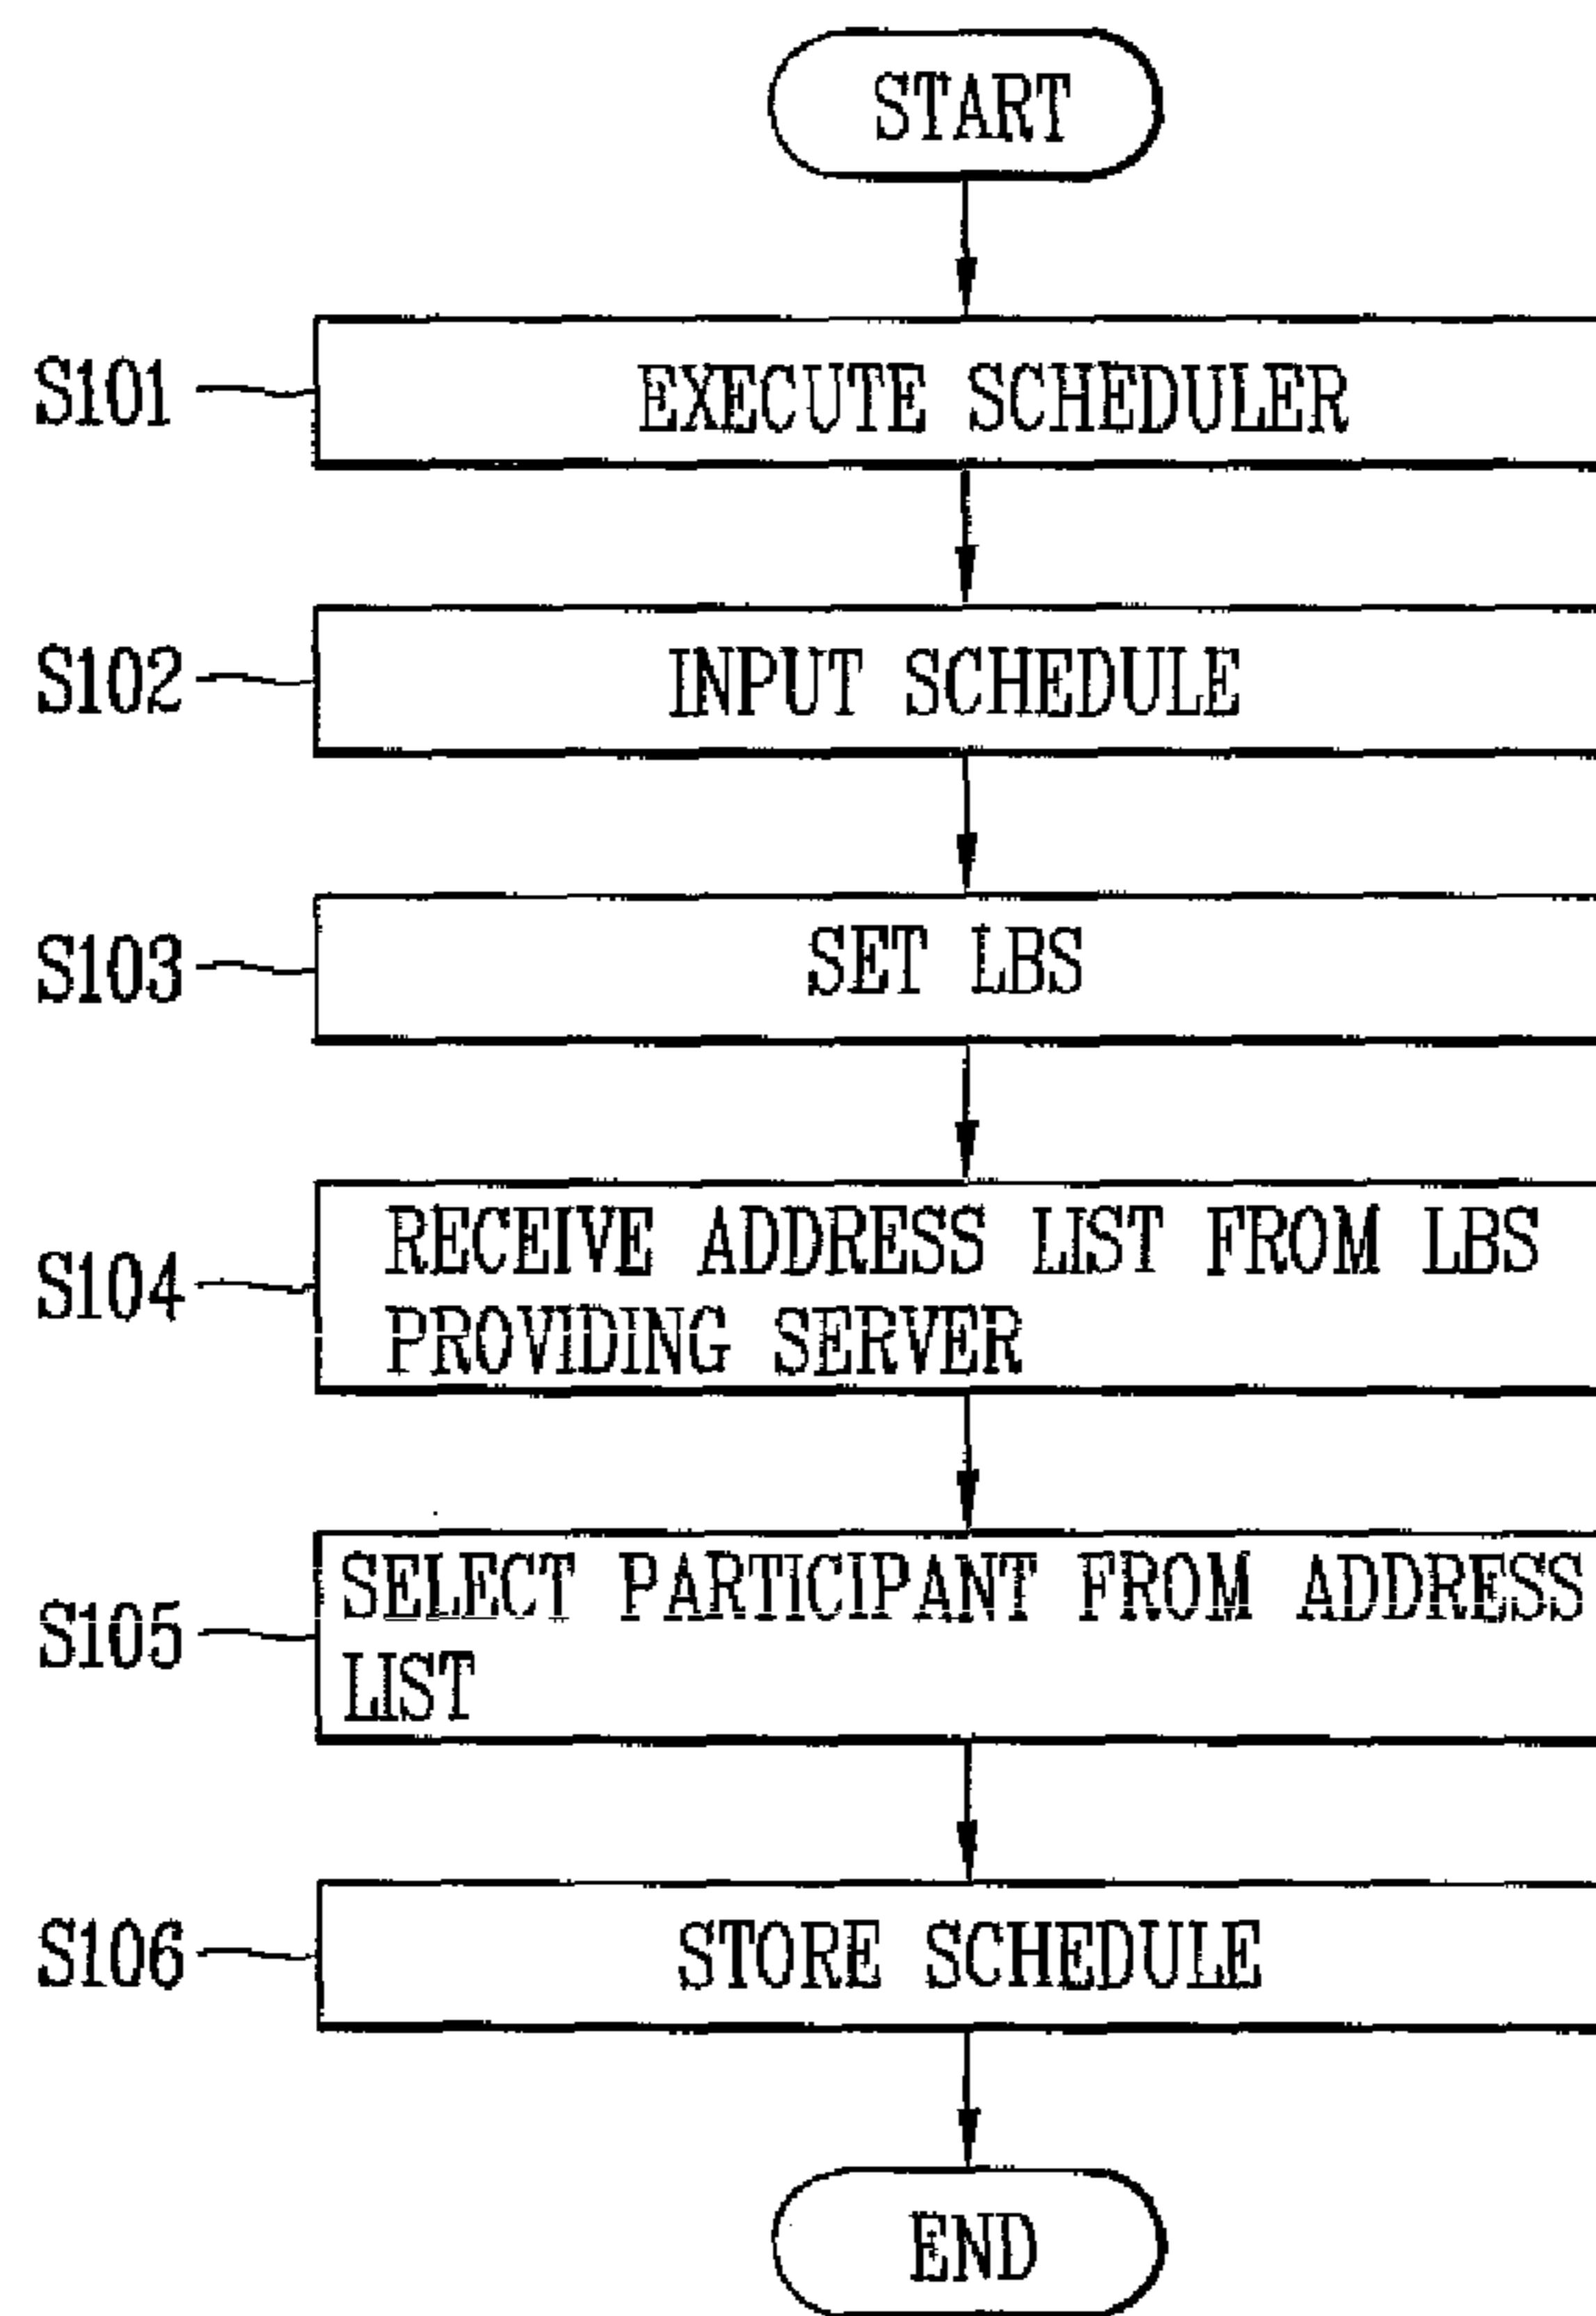 START
S101
EXECUTE SCHEDULER
S102
INPUT SCHEDULE
S103
SET LBS
S104
RECEIVE ADDRESS LIST FROM LBS
PROVIDING SERVER
S105
SELECT PARTICIPANT FROM ADDRESS
LIST
S106
STORE SCHEDULE
END